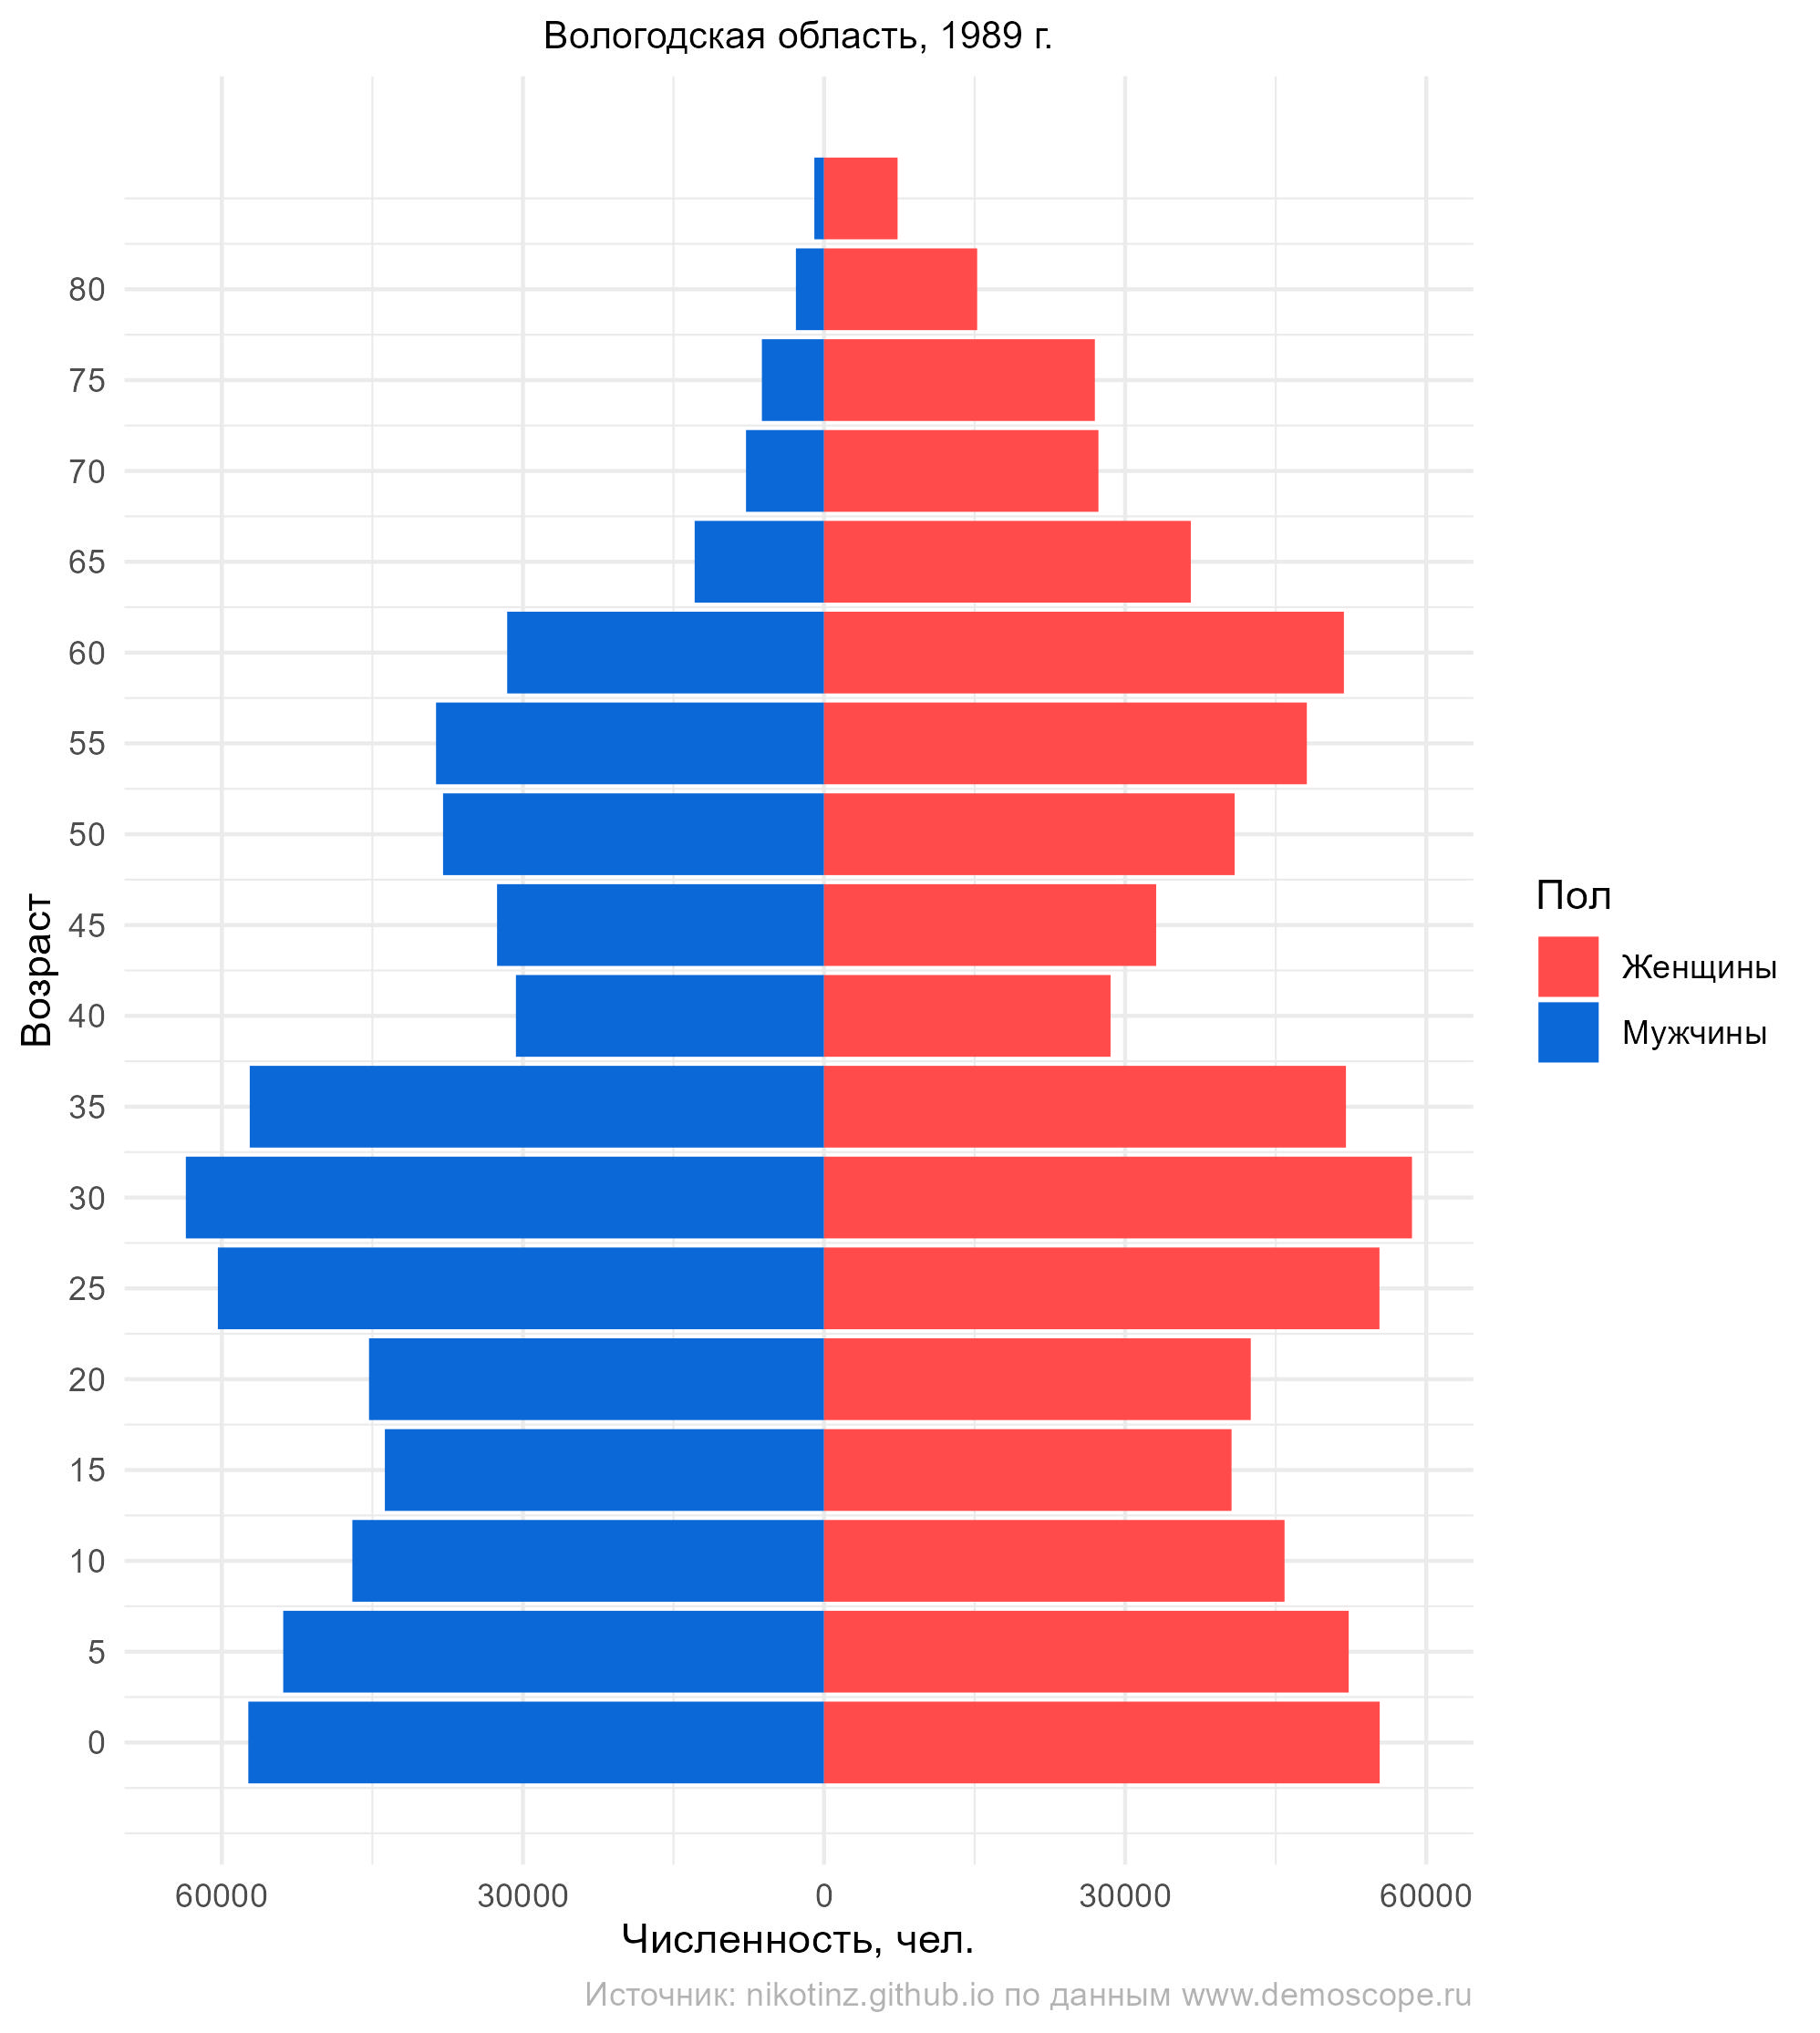 Вологодская область, 1989 г.
80
75
70
65
60
55
50
45
40
35
30
25
20
15
10
5
0
Возраст
60000 30000 0 30000 60000
Численность, чел.
Пол
Женщины
Мужчины
Источник: nikotinz.github.io по данным www.demoscope.ru